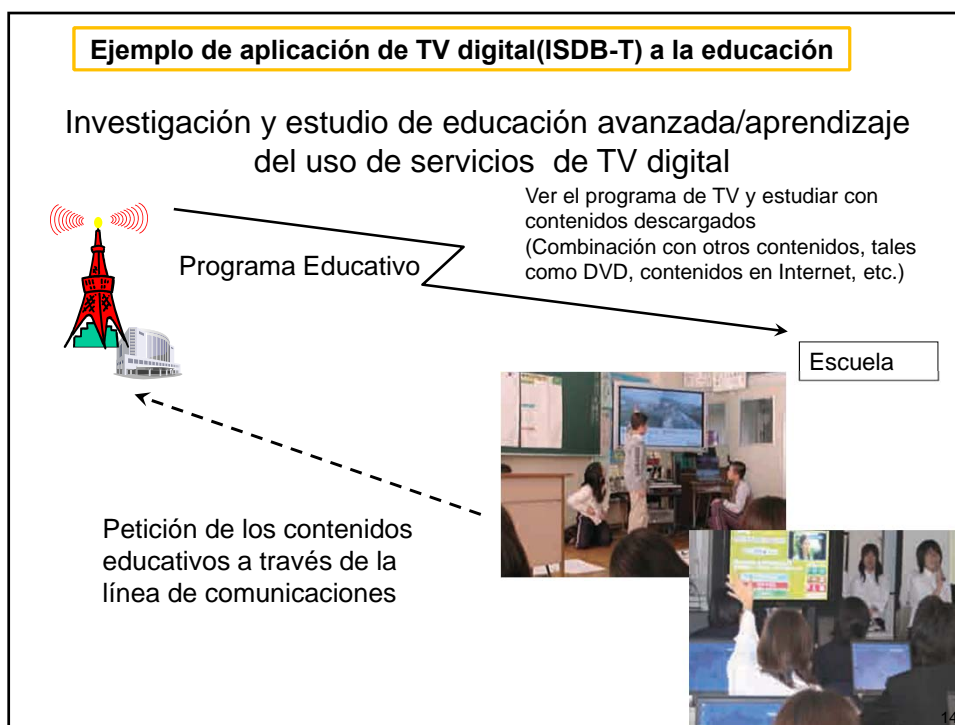 Ejemplo de aplicación de TV digital(ISDB-T) a la educación
Investigación y estudio de educación avanzada/aprendizaje
del uso de servicios de TV digital
Ver el programa de TV y estudiar con
contenidos descargados
(Combinación con otros contenidos, tales
como DVD, contenidos en Internet, etc.)
Programa Educativo
Escuela
Petición de los contenidos
educativos a través de la
línea de comunicaciones
14